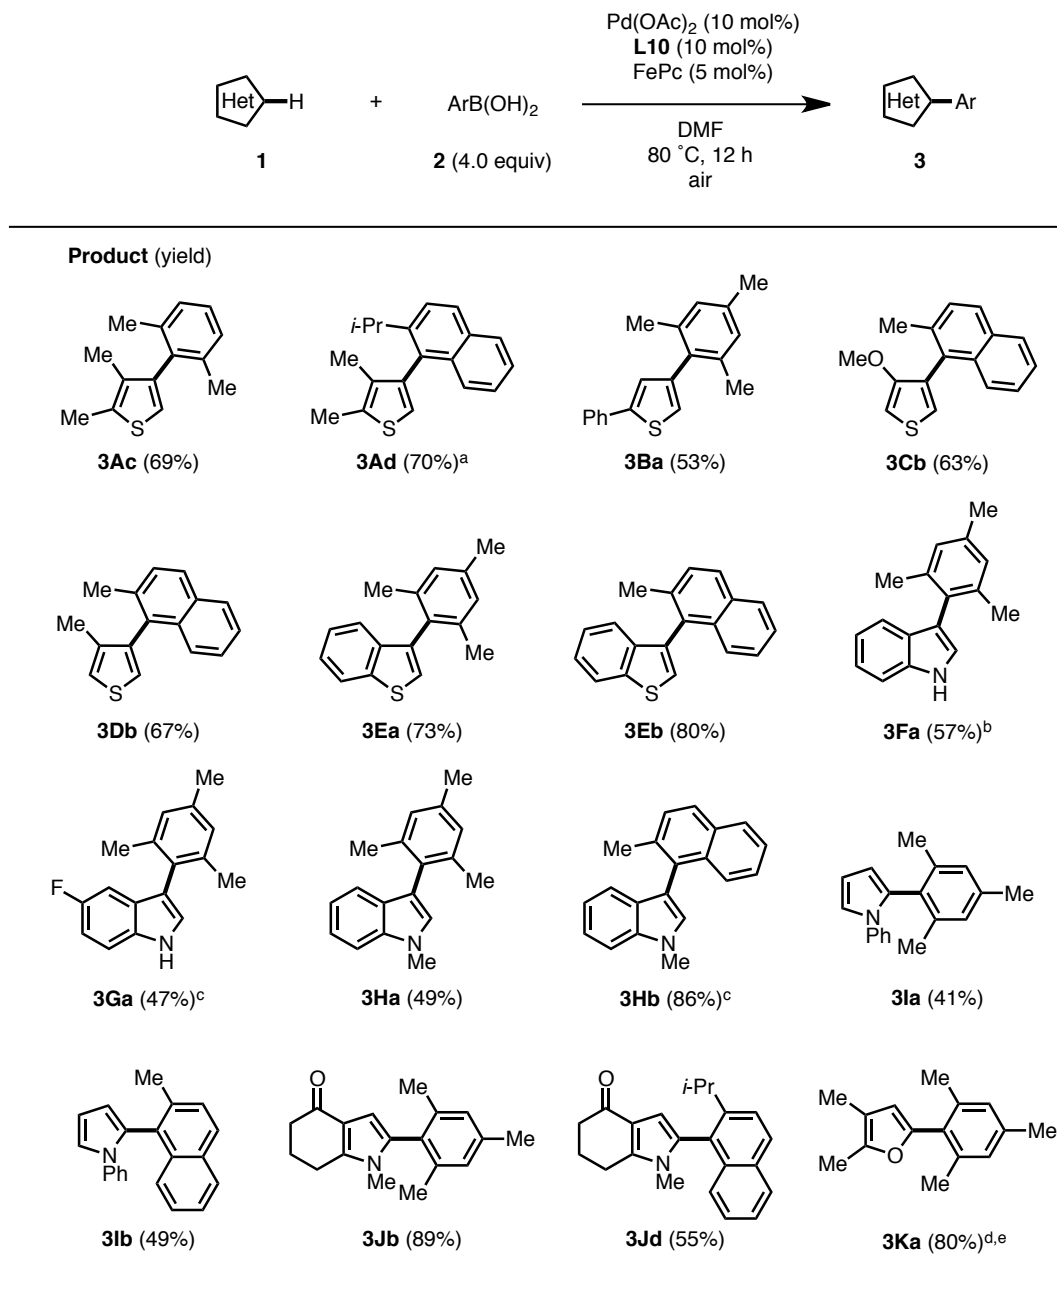 Pd(OAc)2 (10 mol%)
L10 (10 mol%)
FePc (5 mol%)
Het H + ArB(OH)2 Het Ar
DMF
80 ˚C, 12 h
air
1 2 (4.0 equiv) 3
Product (yield)
Me Me Me Me S
3Ac (69%)
i-Pr Me Me S
3Ad (70%)a
Me Me Me Ph S
3Ba (53%)
Me MeO S
3Cb (63%)
Me Me S
3Db (67%)
Me Me Me S
3Ea (73%)
Me S
3Eb (80%)
Me Me Me N H
3Fa (57%)b
Me Me Me F N H
3Ga (47%)c
Me Me Me N Me
3Ha (49%)
Me N Me
3Hb (86%)c
Me Me Me N Ph
3Ia (41%)
Me N Ph
3Ib (49%)
O Me Me N Me Me
3Jb (89%)
O i-Pr N Me
3Jd (55%)
Me Me Me Me O Me
3Ka (80%)d,e